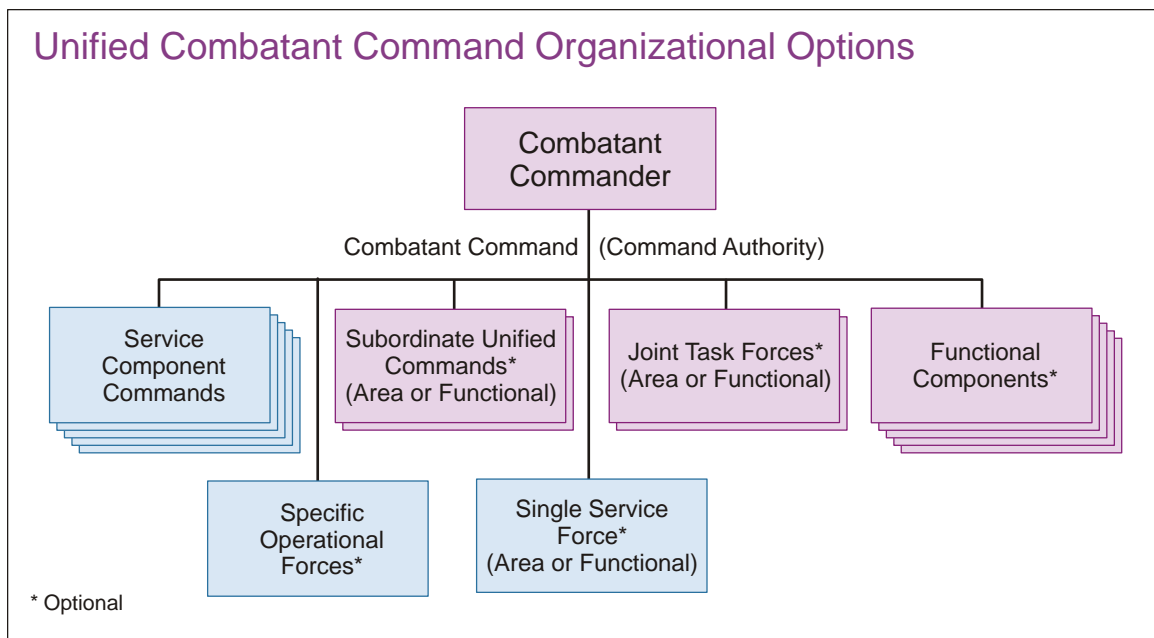 Unified Combatant Command Organizational Options
Combatant
Commander
Combatant Command (Command Authority)
Service
Component
Commands
Subordinate Unified
Commands*
(Area or Functional)
Joint Task Forces*
(Area or Functional)
Functional
Components*
Specific
Operational
Forces*
Single Service
Force*
(Area or Functional)
* Optional